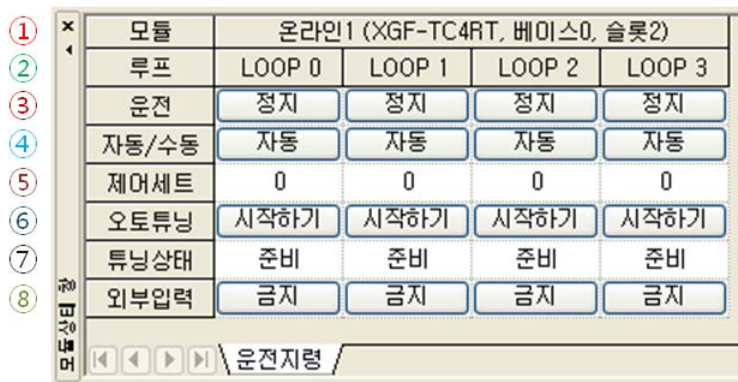 ① 모듈 온라인1 (XGF-TC4RT, 베이스0, 슬롯2)
② 루프 LOOP 0 LOOP 1 LOOP 2 LOOP 3
③ 운전 정지 정지 정지 정지
④ 자동/수동 자동 자동 자동 자동
⑤ 제어세트 0 0 0 0
⑥ 오토튜닝 시작하기 시작하기 시작하기 시작하기
⑦ 튜닝상태 준비 준비 준비 준비
⑧ 외부입력 금지 금지 금지 금지
운전지령